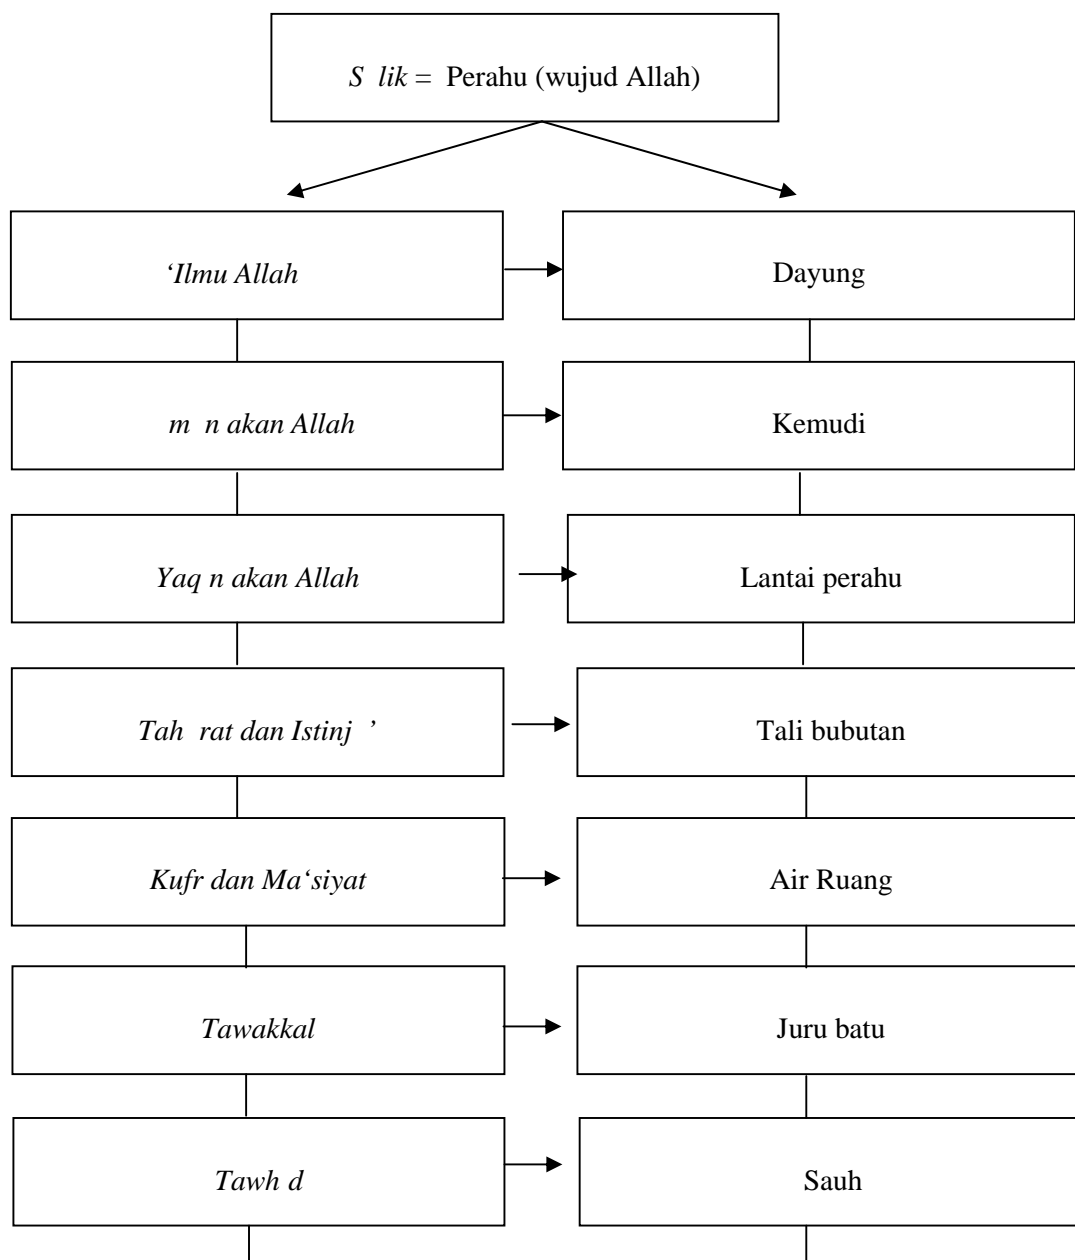 S lik = Perahu (wujud Allah)
‘Ilmu Allah
Dayung
m n akan Allah
Kemudi
Yaq n akan Allah
Lantai perahu
Tah rat dan Istinj ’
Tali bubutan
Kufr dan Ma‘siyat
Air Ruang
Tawakkal
Juru batu
Tawh d
Sauh